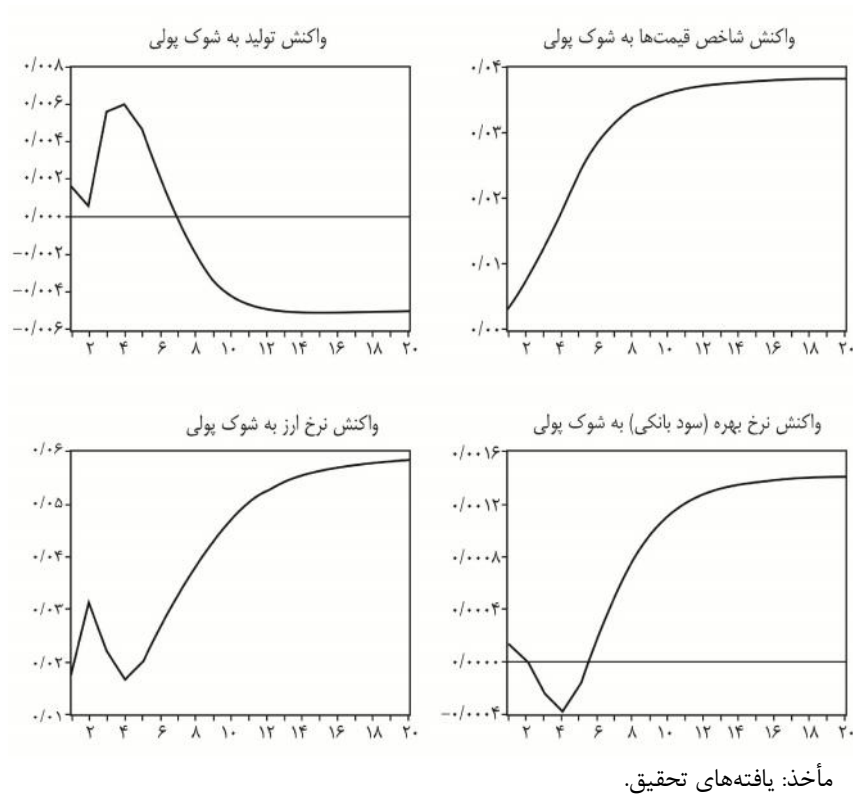 واکنش شاخص قیمت‌ها به شوک پولی
۰/۰۴
۰/۰۳
۰/۰۲
۰/۰۱
۰/۰۰
۲ ۴ ۶ ۸ ۱۰ ۱۲ ۱۴ ۱۶ ۱۸ ۲۰
واکنش تولید به شوک پولی
۰/۰۰۸
۰/۰۰۶
۰/۰۰۴
۰/۰۰۲
۰/۰۰۰
−۰/۰۰۲
−۰/۰۰۴
−۰/۰۰۶
۲ ۴ ۶ ۸ ۱۰ ۱۲ ۱۴ ۱۶ ۱۸ ۲۰
واکنش نرخ بهره (سود بانکی) به شوک پولی
۰/۰۰۱۶
۰/۰۰۱۲
۰/۰۰۰۸
۰/۰۰۰۴
۰/۰۰۰۰
−۰/۰۰۰۴
۲ ۴ ۶ ۸ ۱۰ ۱۲ ۱۴ ۱۶ ۱۸ ۲۰
واکنش نرخ ارز به شوک پولی
۰/۰۶
۰/۰۵
۰/۰۴
۰/۰۳
۰/۰۲
۰/۰۱
۲ ۴ ۶ ۸ ۱۰ ۱۲ ۱۴ ۱۶ ۱۸ ۲۰
مأخذ: یافته‌های تحقیق.